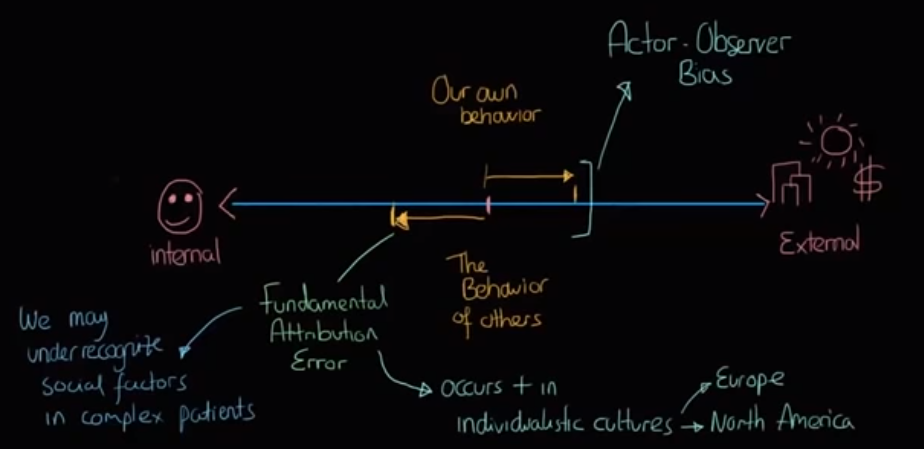 Actor-Observer
Bias
Our own
behavior
$
internal
External
The
Behavior
of others
Fundamental
Attribution
Error
We may
underrecognize
social factors
in complex patients
occurs + in
individualistic cultures
Europe
North America